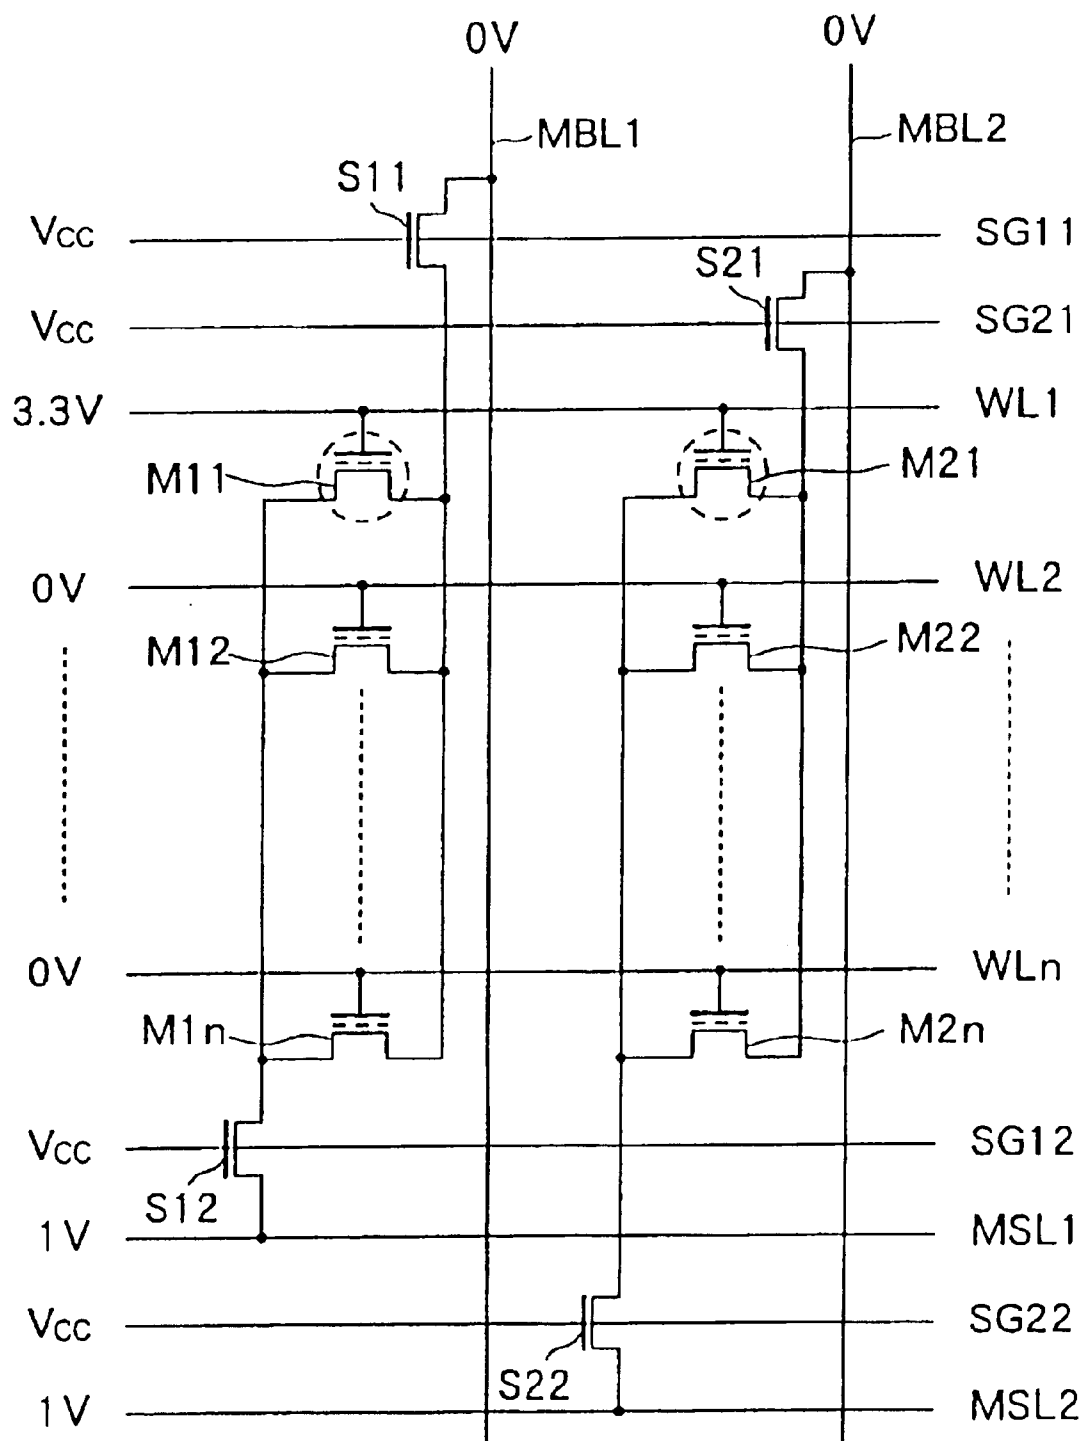 0V 0V
MBL1 MBL2
S11
VCC SG11
S21
VCC SG21
3.3V WL1
M11 M21
0V WL2
M12 M22
0V WLn
M1n M2n
VCC SG12
S12
1V MSL1
VCC SG22
S22
1V MSL2